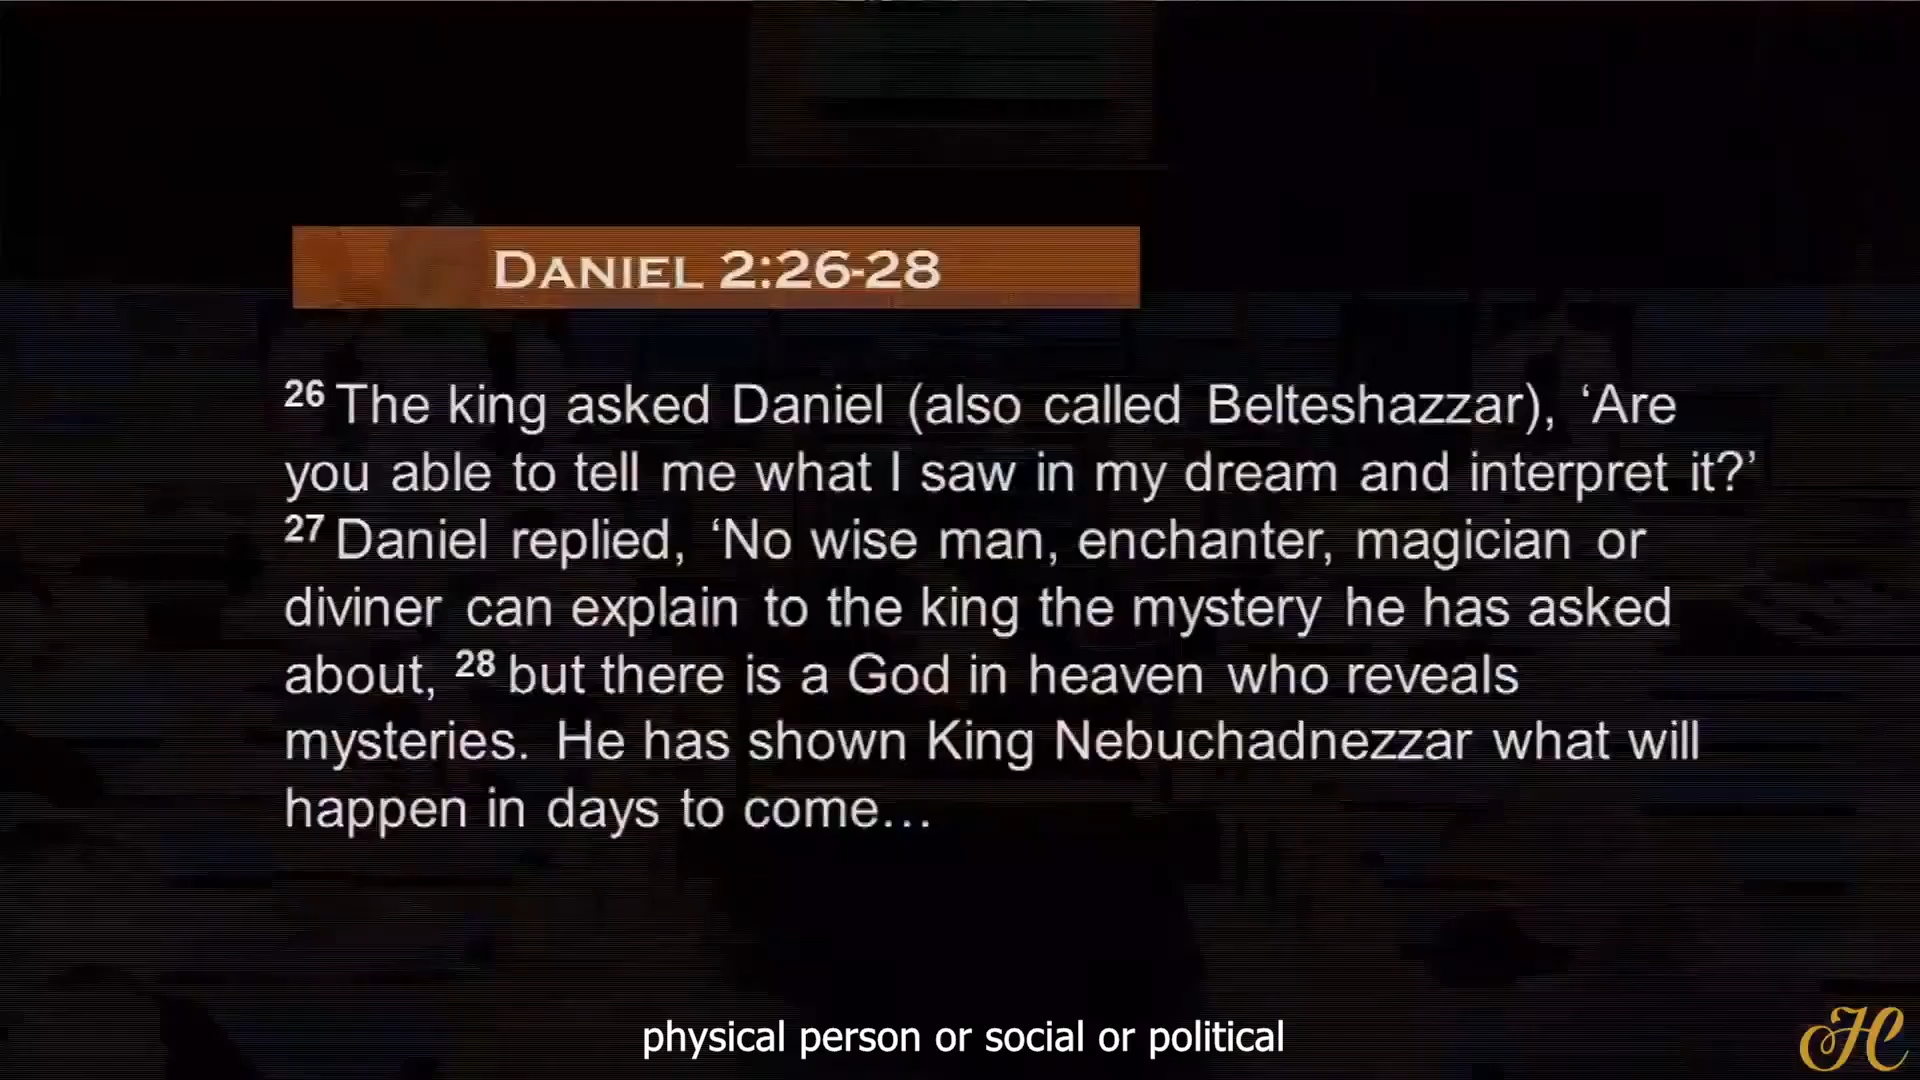 DANIEL 2:26-28
26 The king asked Daniel (also called Belteshazzar), ‘Are
you able to tell me what I saw in my dream and interpret it?’
27 Daniel replied, ‘No wise man, enchanter, magician or
diviner can explain to the king the mystery he has asked
about, 28 but there is a God in heaven who reveals
mysteries. He has shown King Nebuchadnezzar what will
happen in days to come…
physical person or social or political
H